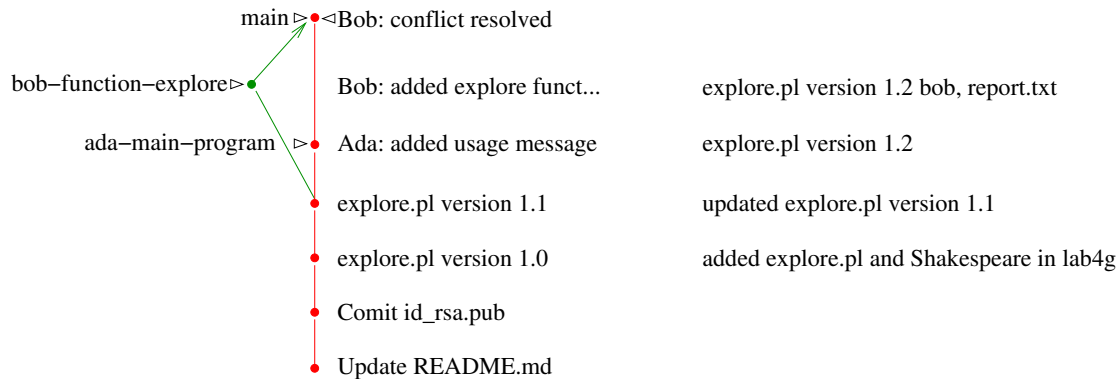 main Bob: conflict resolved
bob−function−explore Bob: added explore funct... explore.pl version 1.2 bob, report.txt
ada−main−program Ada: added usage message explore.pl version 1.2
explore.pl version 1.1 updated explore.pl version 1.1
explore.pl version 1.0 added explore.pl and Shakespeare in lab4g
Comit id_rsa.pub
Update README.md